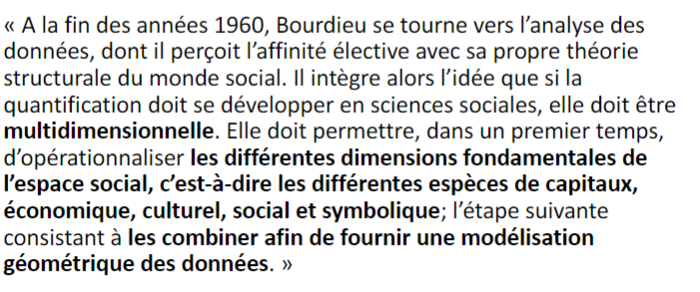 « A la fin des années 1960, Bourdieu se tourne vers l’analyse des
données, dont il perçoit l’affinité élective avec sa propre théorie
structurale du monde social. Il intègre alors l’idée que si la
quantification doit se développer en sciences sociales, elle doit être
multidimensionnelle. Elle doit permettre, dans un premier temps,
d’opérationnaliser les différentes dimensions fondamentales de
l’espace social, c’est-à-dire les différentes espèces de capitaux,
économique, culturel, social et symbolique; l’étape suivante
consistant à les combiner afin de fournir une modélisation
géométrique des données. »